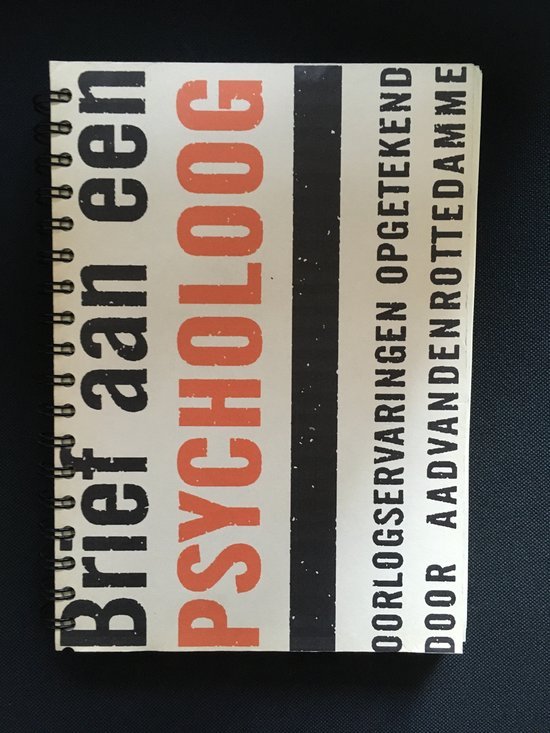 Brief aan een
PSYCHOLOOG
OORLOGSERVARINGEN OPGETEKEND
DOOR AADVANDENROTTEDAMME